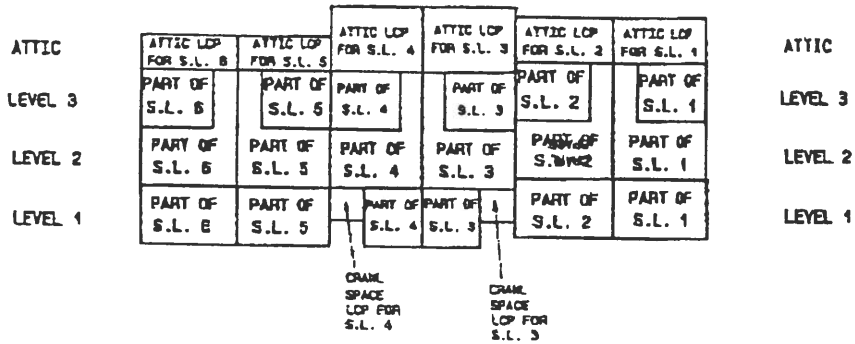 ATTIC LCP ATTIC LCP ATTIC LCP ATTIC LCP ATTIC LCP ATTIC LCP
FOR S.L. 6 FOR S.L. 5 FOR S.L. 4 FOR S.L. 3 FOR S.L. 2 FOR S.L. 1
ATTIC ATTIC
PART OF PART OF PART OF PART OF PART OF PART OF
S.L. 6 S.L. 5 S.L. 4 S.L. 3 S.L. 2 S.L. 1
LEVEL 3 LEVEL 3
PART OF PART OF PART OF PART OF PART OF PART OF
S.L. 6 S.L. 5 S.L. 4 S.L. 3 S.L. 2 S.L. 1
LEVEL 2 LEVEL 2
PART OF PART OF PART OF PART OF PART OF PART OF
S.L. 6 S.L. 5 S.L. 4 S.L. 3 S.L. 2 S.L. 1
LEVEL 1 LEVEL 1
CRAWL
SPACE
LCP FOR
S.L. 4
CRAWL
SPACE
LCP FOR
S.L. 3